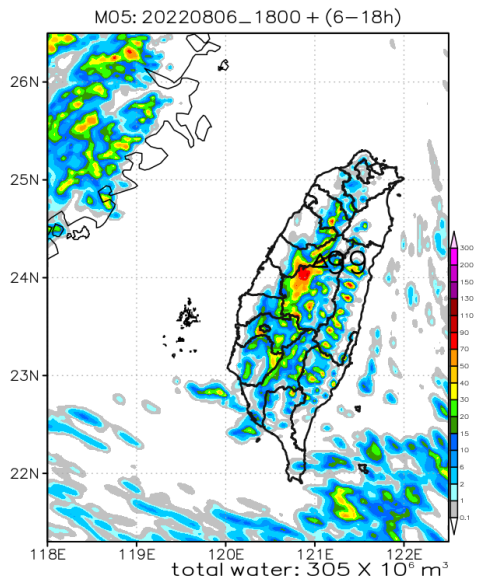 M05: 20220806_1800 + (6−18h)
26N
25N
24N
23N
22N
99
300
200
150
130
110
90
70
50
40
30
20
15
10
6
2
1
0.1
118E 119E 120E 121E 122E
total water: 305 X 10⁶ m³